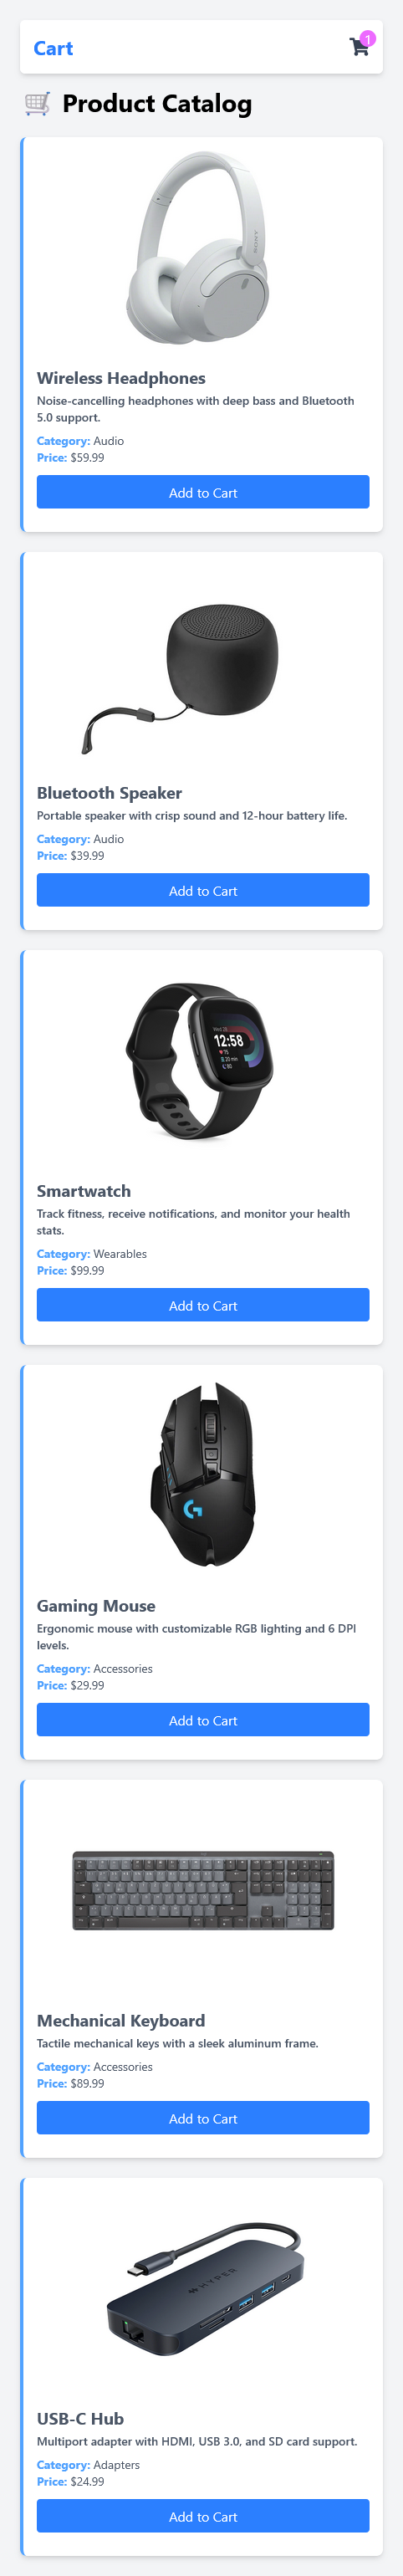 Cart
1
Product Catalog
SONY
Wireless Headphones
Noise-cancelling headphones with deep bass and Bluetooth
5.0 support.
Category: Audio
Price: $59.99
Add to Cart
Bluetooth Speaker
Portable speaker with crisp sound and 12-hour battery life.
Category: Audio
Price: $39.99
Add to Cart
12:58
Smartwatch
Track fitness, receive notifications, and monitor your health
stats.
Category: Wearables
Price: $99.99
Add to Cart
Gaming Mouse
Ergonomic mouse with customizable RGB lighting and 6 DPI
levels.
Category: Accessories
Price: $29.99
Add to Cart
Mechanical Keyboard
Tactile mechanical keys with a sleek aluminum frame.
Category: Accessories
Price: $89.99
Add to Cart
HYPER
USB-C Hub
Multiport adapter with HDMI, USB 3.0, and SD card support.
Category: Adapters
Price: $24.99
Add to Cart